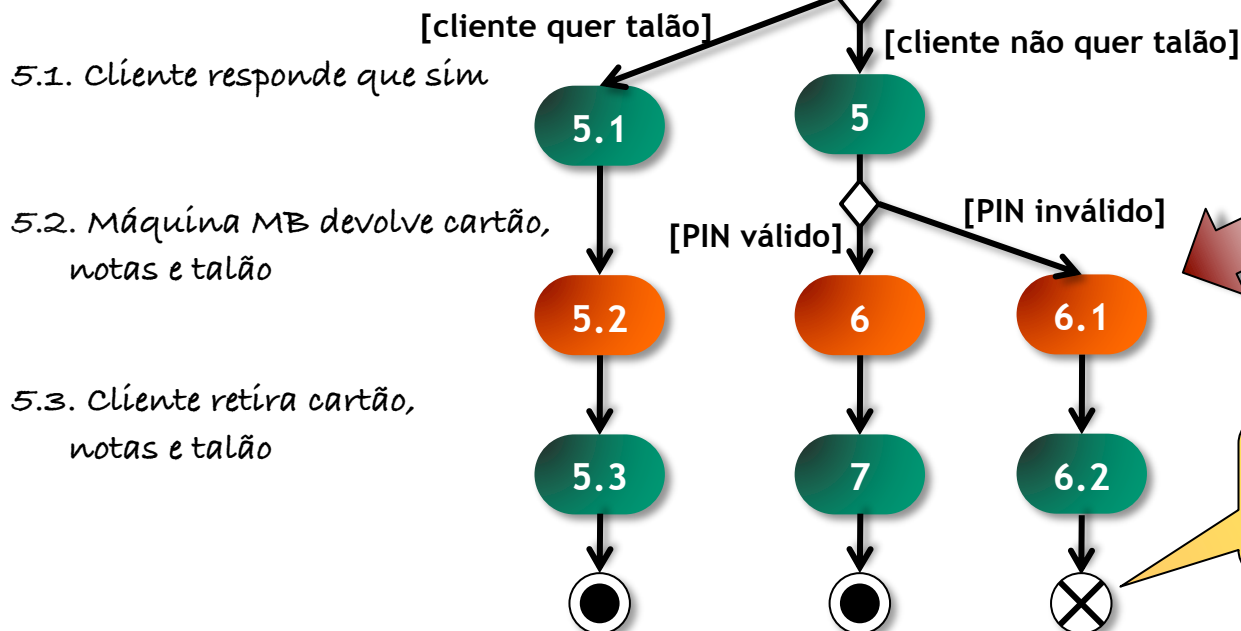 [cliente quer talão]
[cliente não quer talão]
5.1. Cliente responde que sim
5.1
5
5.2. Máquina MB devolve cartão,
notas e talão
[PIN válido]
[PIN inválido]
5.2
6
6.1
5.3. Cliente retira cartão,
notas e talão
5.3
7
6.2